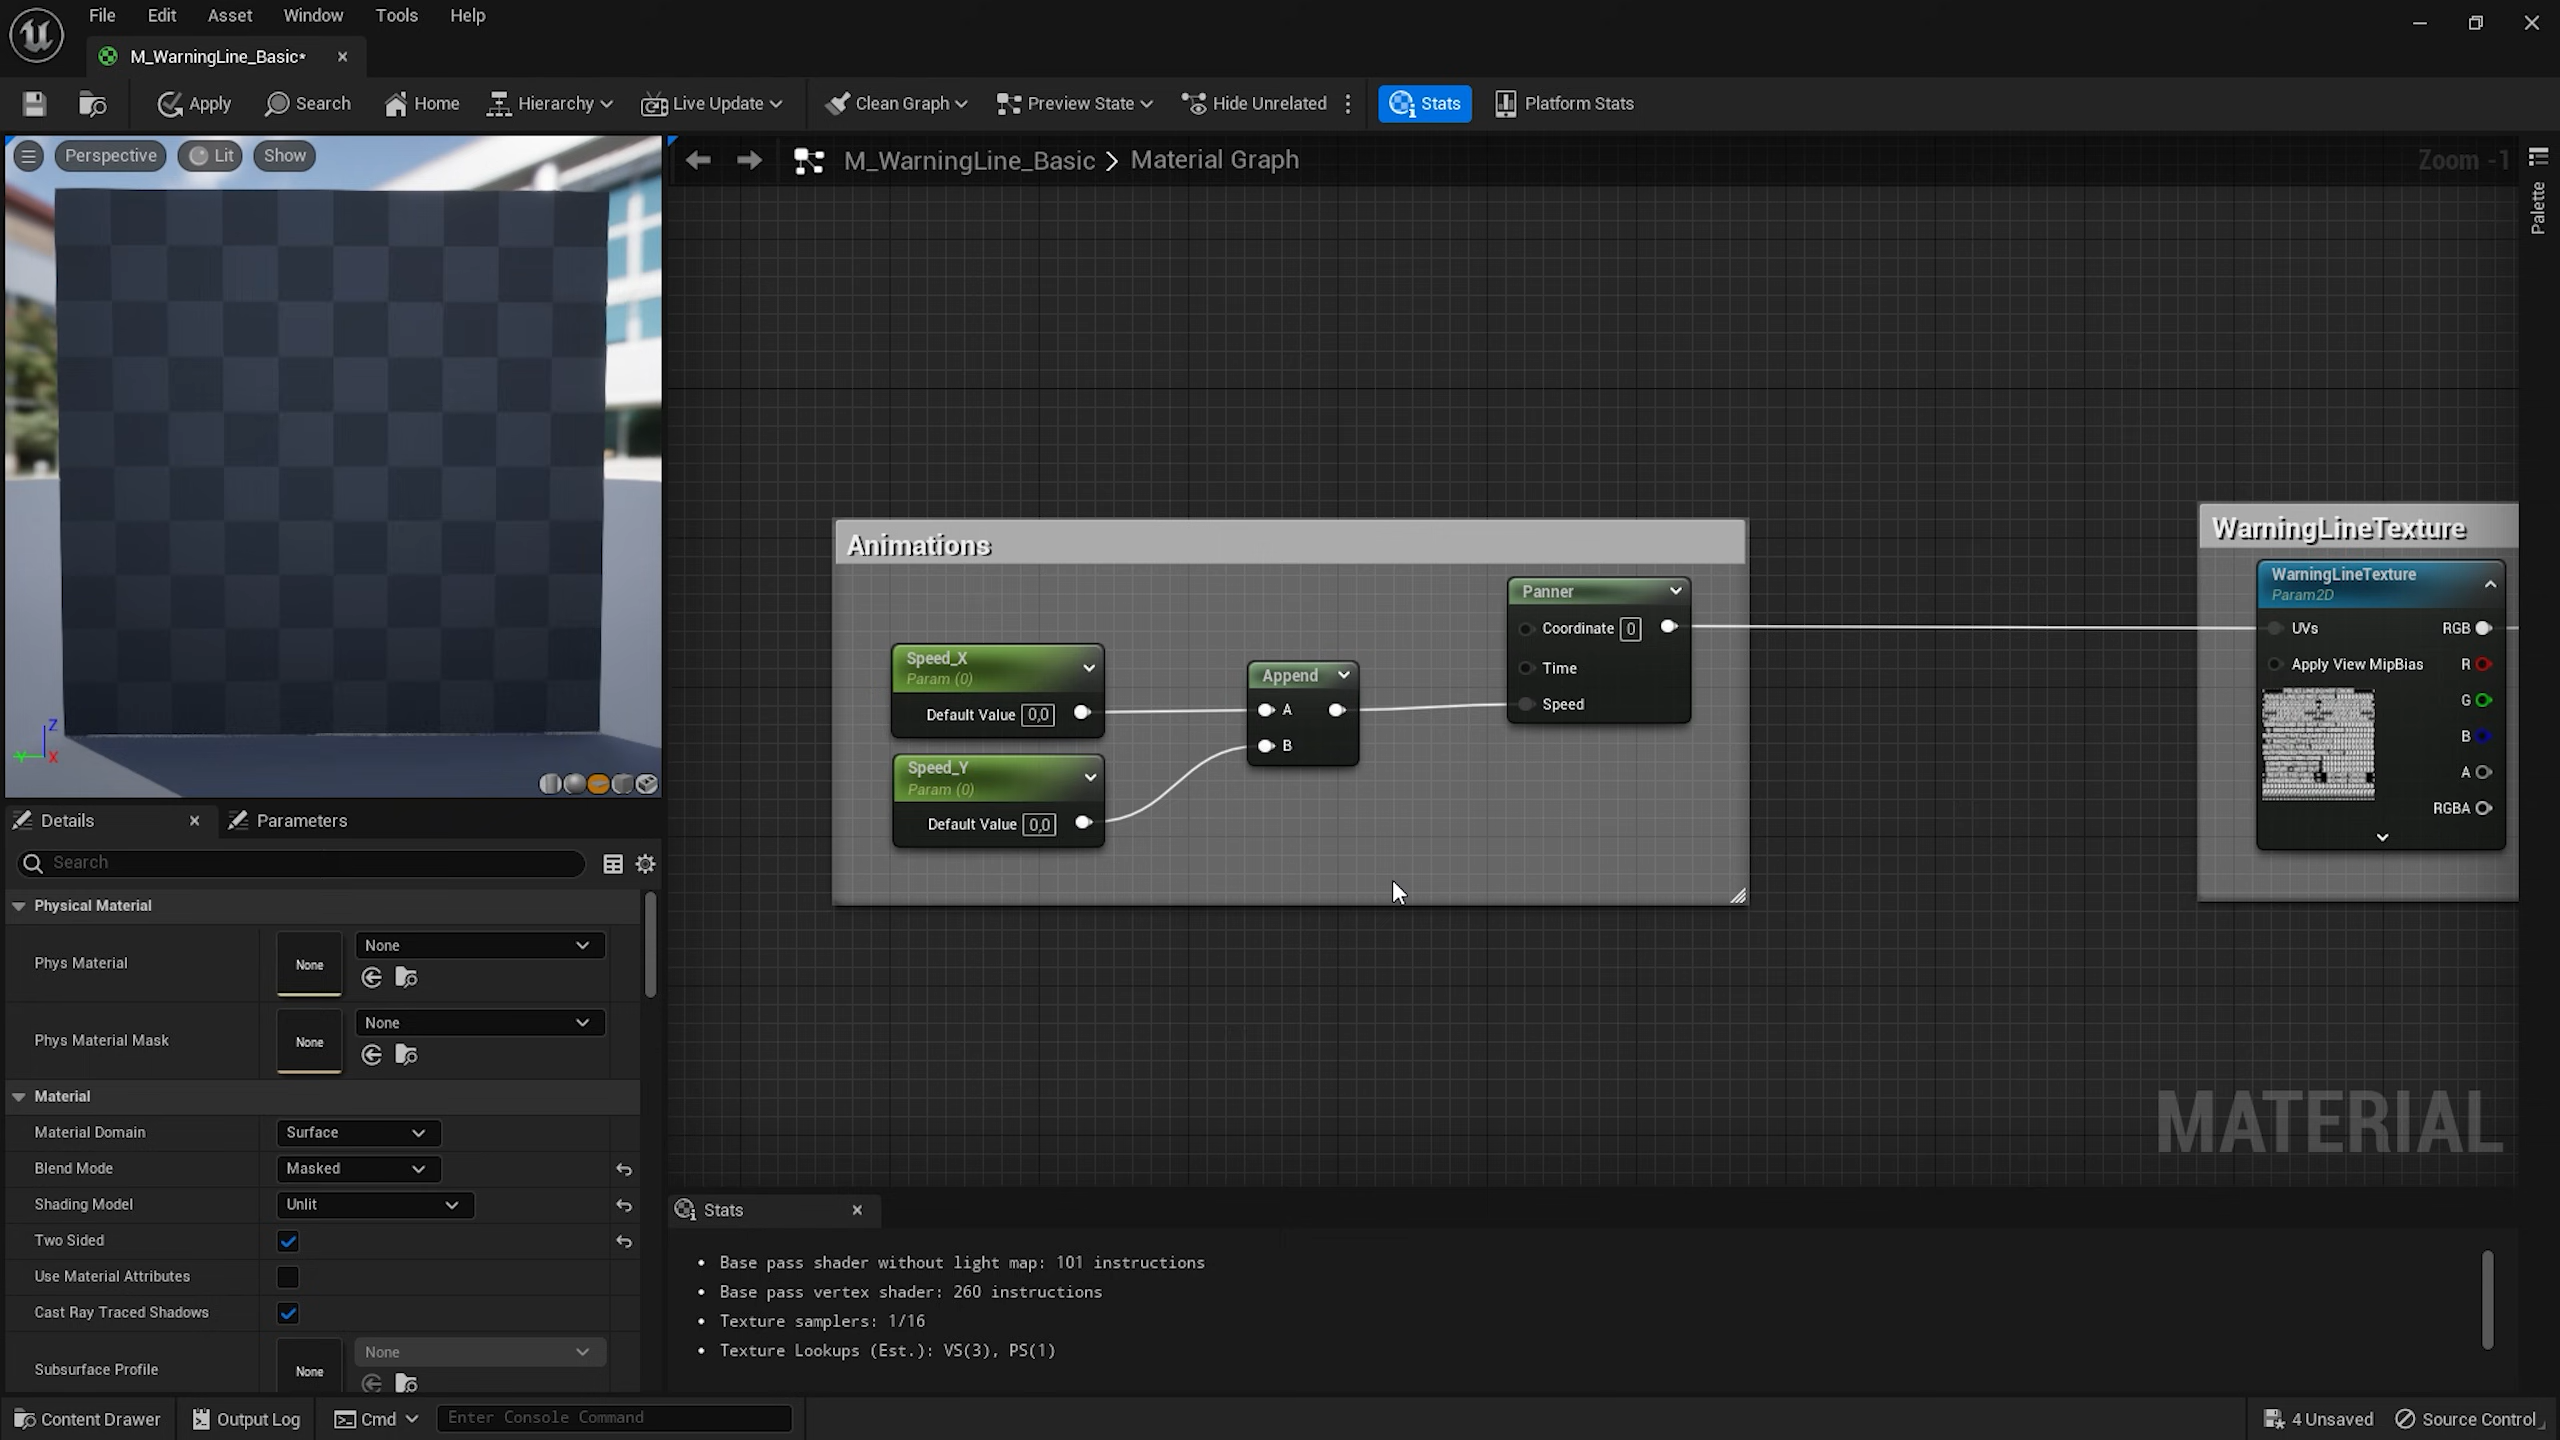 File Edit Asset Window Tools Help
M_WarningLine_Basic*
Apply Search Home Hierarchy Live Update Clean Graph Preview State Hide Unrelated Stats Platform Stats
Perspective Lit Show
M_WarningLine_Basic > Material Graph
Zoom -1
Palette
Z
Y
X
Animations
Speed_X
Param (0)
Default Value 0,0
Speed_Y
Param (0)
Default Value 0,0
Append
A
B
Panner
Coordinate 0
Time
Speed
WarningLineTexture
WarningLineTexture
Param2D
UVs RGB
Apply View MipBias R
G
B
A
RGBA
MATERIAL
Details Parameters
Search
Physical Material
Phys Material None None
Phys Material Mask None None
Material
Material Domain Surface
Blend Mode Masked
Shading Model Unlit
Two Sided
Use Material Attributes
Cast Ray Traced Shadows
Subsurface Profile None None
Stats
• Base pass shader without light map: 101 instructions
• Base pass vertex shader: 260 instructions
• Texture samplers: 1/16
• Texture Lookups (Est.): VS(3), PS(1)
Content Drawer Output Log Cmd Enter Console Command 4 Unsaved Source Control